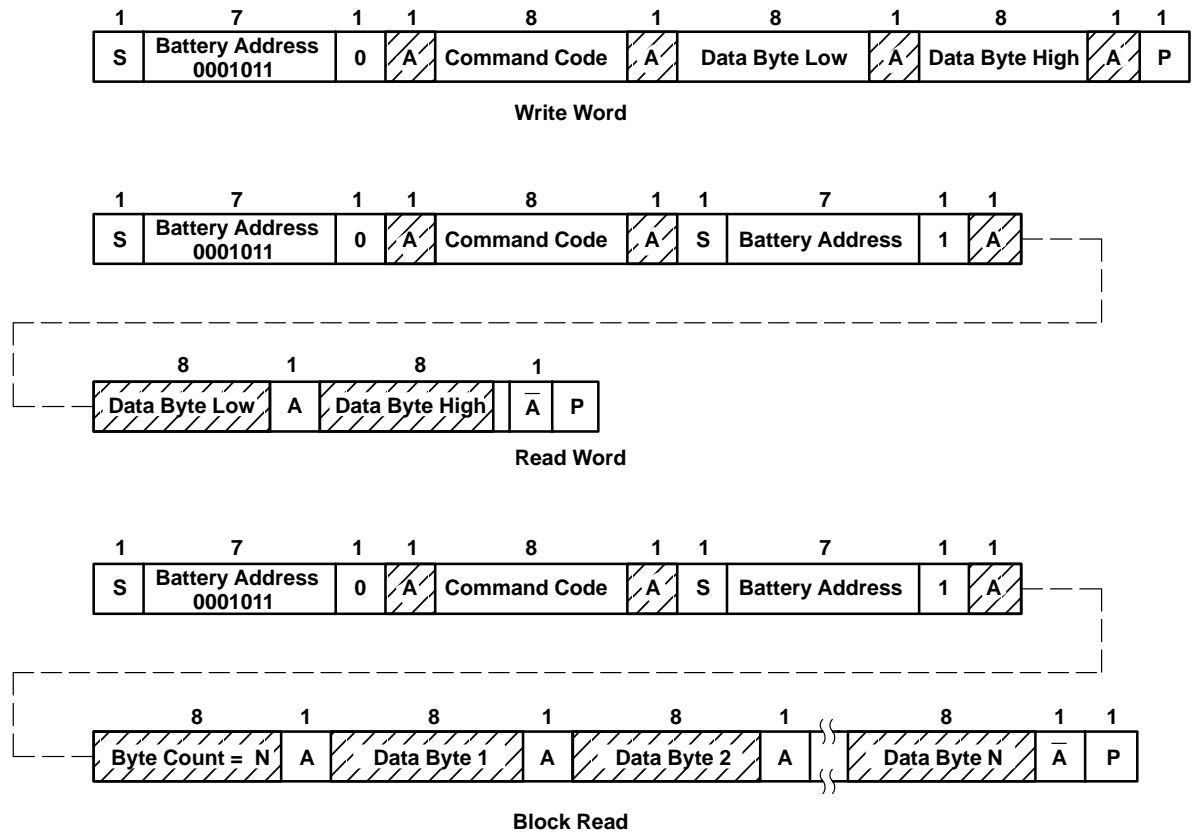 1 7 1 1 8 1 8 1 8 1 1
S Battery Address 0001011 0 A Command Code A Data Byte Low A Data Byte High A P
Write Word
1 7 1 1 8 1 1 7 1 1
S Battery Address 0001011 0 A Command Code A S Battery Address 1 A
8 1 8 1
Data Byte Low A Data Byte High A̅ P
Read Word
1 7 1 1 8 1 1 7 1 1
S Battery Address 0001011 0 A Command Code A S Battery Address 1 A
8 1 8 1 8 1 8 1 1
Byte Count = N A Data Byte 1 A Data Byte 2 A Data Byte N A̅ P
Block Read